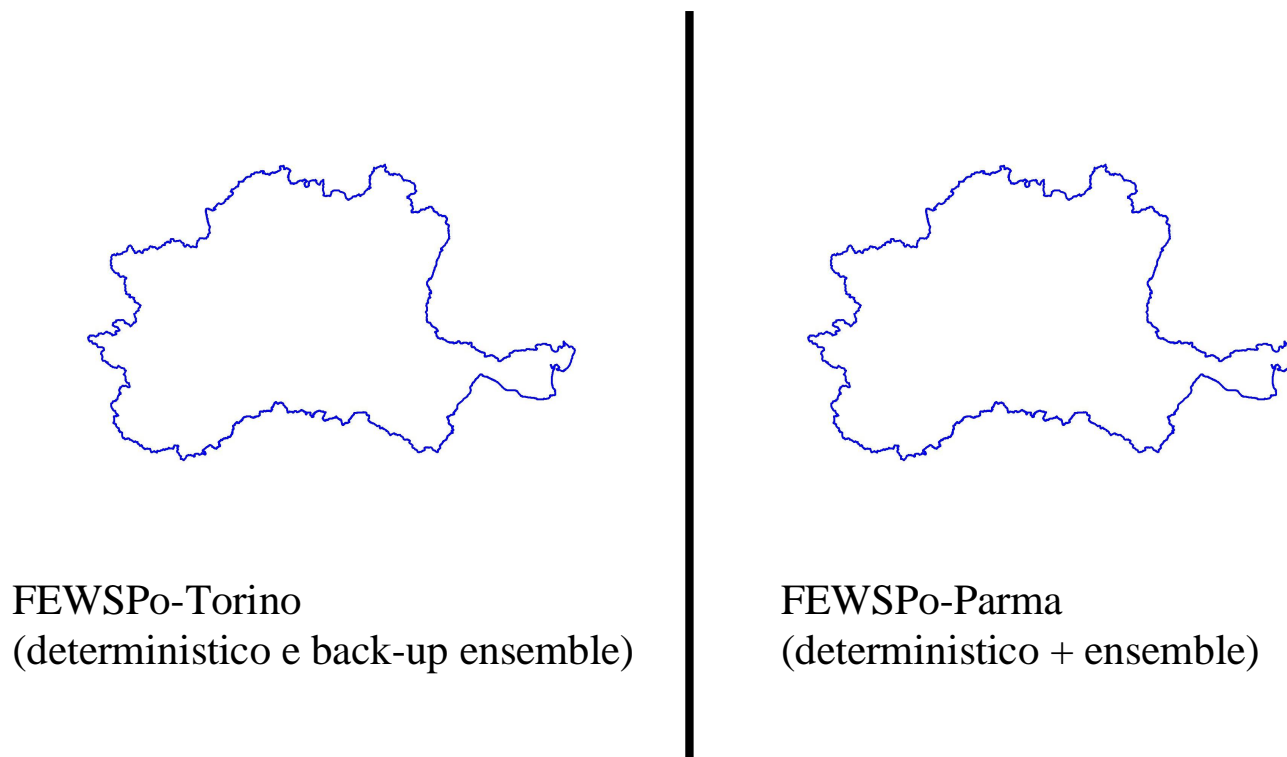 FEWSPo-Torino
(deterministico e back-up ensemble)
FEWSPo-Parma
(deterministico + ensemble)